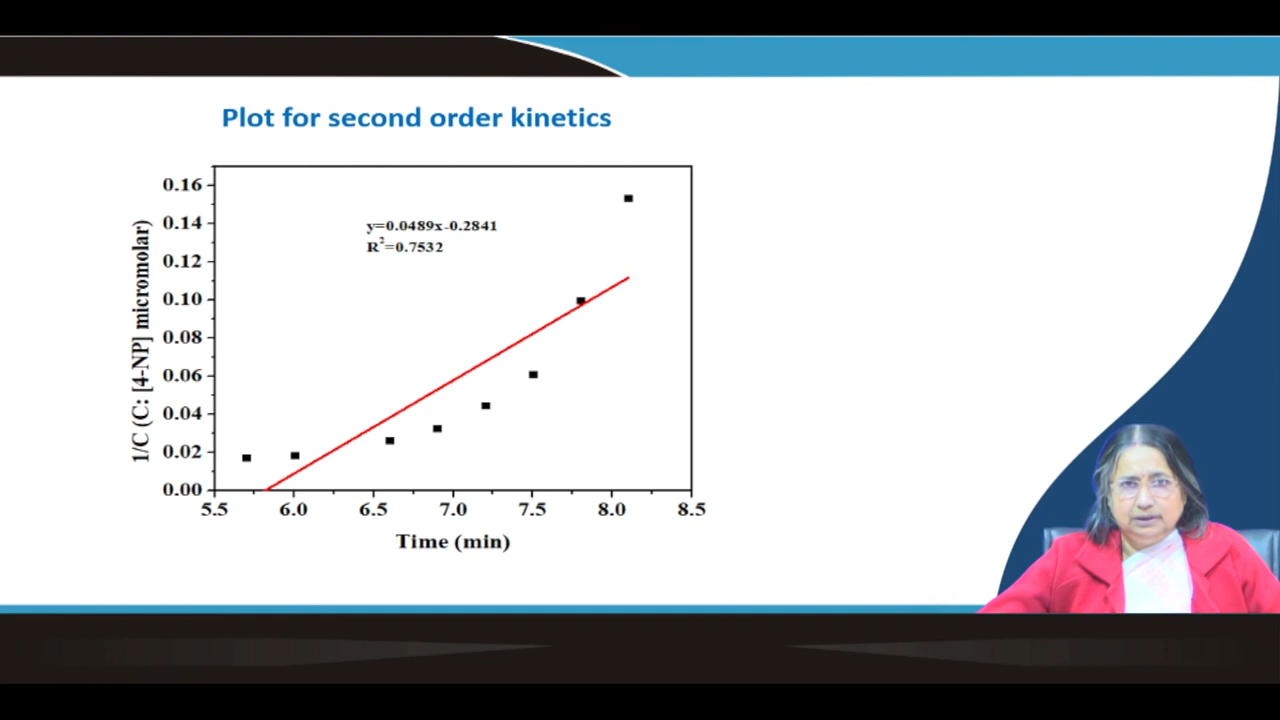 Plot for second order kinetics
1/C (C: [4-NP] micromolar)
0.16
0.14
0.12
0.10
0.08
0.06
0.04
0.02
0.00
y=0.0489x-0.2841
R²=0.7532
5.5 6.0 6.5 7.0 7.5 8.0 8.5
Time (min)